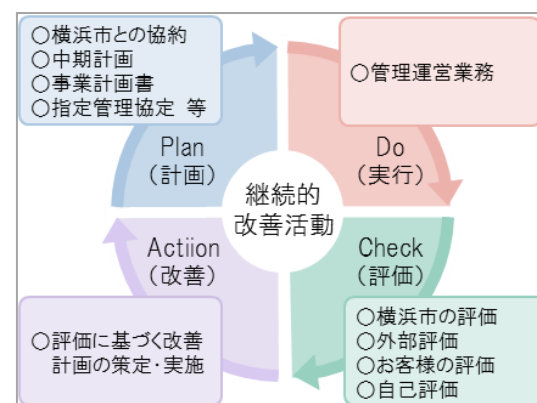 ○横浜市との協約
○中期計画
○事業計画書
○指定管理協定 等
Plan
(計画)
○管理運営業務
Do
(実行)
継続的
改善活動
Actiion
(改善)
Check
(評価)
○評価に基づく改善
計画の策定・実施
○横浜市の評価
○外部評価
○お客様の評価
○自己評価